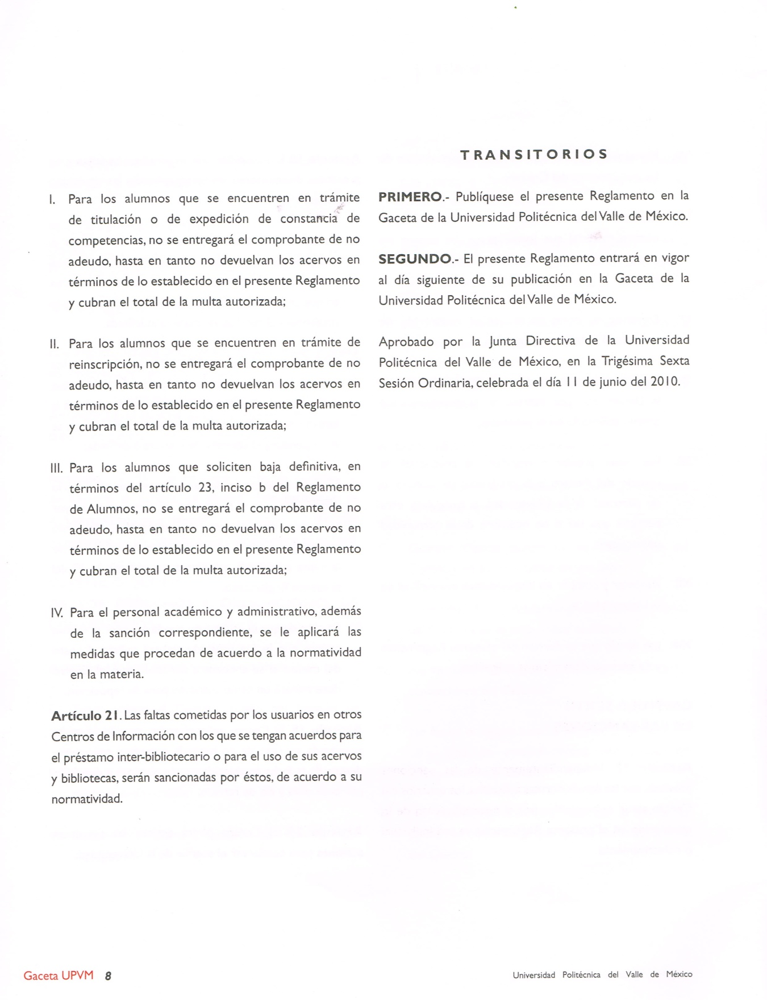 I. Para los alumnos que se encuentren en trámite
de titulación o de expedición de constancia de
competencias, no se entregará el comprobante de no
adeudo, hasta en tanto no devuelvan los acervos en
términos de lo establecido en el presente Reglamento
y cubran el total de la multa autorizada;
II. Para los alumnos que se encuentren en trámite de
reinscripción, no se entregará el comprobante de no
adeudo, hasta en tanto no devuelvan los acervos en
términos de lo establecido en el presente Reglamento
y cubran el total de la multa autorizada;
III. Para los alumnos que soliciten baja definitiva, en
términos del artículo 23, inciso b del Reglamento
de Alumnos, no se entregará el comprobante de no
adeudo, hasta en tanto no devuelvan los acervos en
términos de lo establecido en el presente Reglamento
y cubran el total de la multa autorizada;
IV. Para el personal académico y administrativo, además
de la sanción correspondiente, se le aplicará las
medidas que procedan de acuerdo a la normatividad
en la materia.
Artículo 21. Las faltas cometidas por los usuarios en otros
Centros de Información con los que se tengan acuerdos para
el préstamo inter-bibliotecario o para el uso de sus acervos
y bibliotecas, serán sancionadas por éstos, de acuerdo a su
normatividad.
TRANSITORIOS
PRIMERO.- Publíquese el presente Reglamento en la
Gaceta de la Universidad Politécnica del Valle de México.
SEGUNDO.- El presente Reglamento entrará en vigor
al día siguiente de su publicación en la Gaceta de la
Universidad Politécnica del Valle de México.
Aprobado por la Junta Directiva de la Universidad
Politécnica del Valle de México, en la Trigésima Sexta
Sesión Ordinaria, celebrada el día 11 de junio del 2010.
Gaceta UPVM 8
Universidad Politécnica del Valle de México